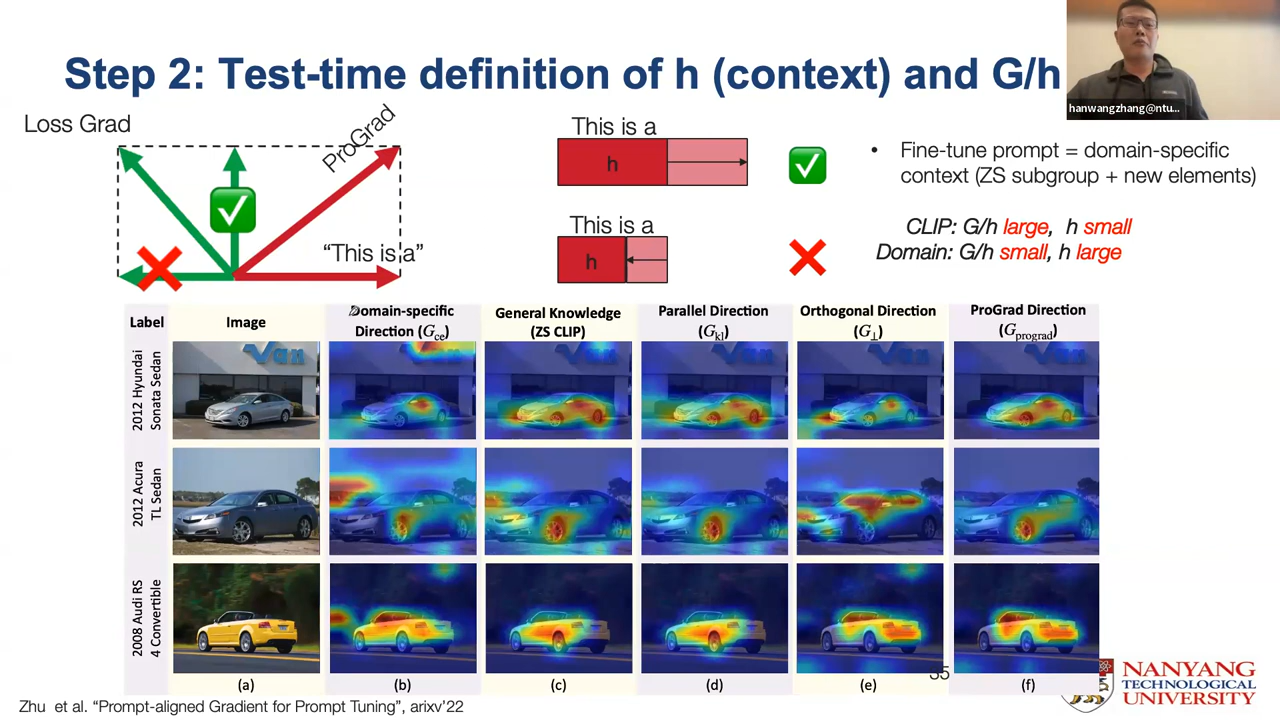 Step 2: Test-time definition of h (context) and G/h
hanwangzhang@ntu...
Loss Grad
ProGrad
"This is a"
This is a
h
This is a
h
• Fine-tune prompt = domain-specific
context (ZS subgroup + new elements)
CLIP: G/h large, h small
Domain: G/h small, h large
Label
Image
Domain-specific
Direction (G_ce)
General Knowledge
(ZS CLIP)
Parallel Direction
(G_kl)
Orthogonal Direction
(G_⊥)
ProGrad Direction
(G_prograd)
2012 Hyundai
Sonata Sedan
2012 Acura
TL Sedan
2008 Audi RS
4 Convertible
(a)
(b)
(c)
(d)
(e)
(f)
35
NANYANG
TECHNOLOGICAL
UNIVERSITY
Zhu et al. "Prompt-aligned Gradient for Prompt Tuning", arixv'22